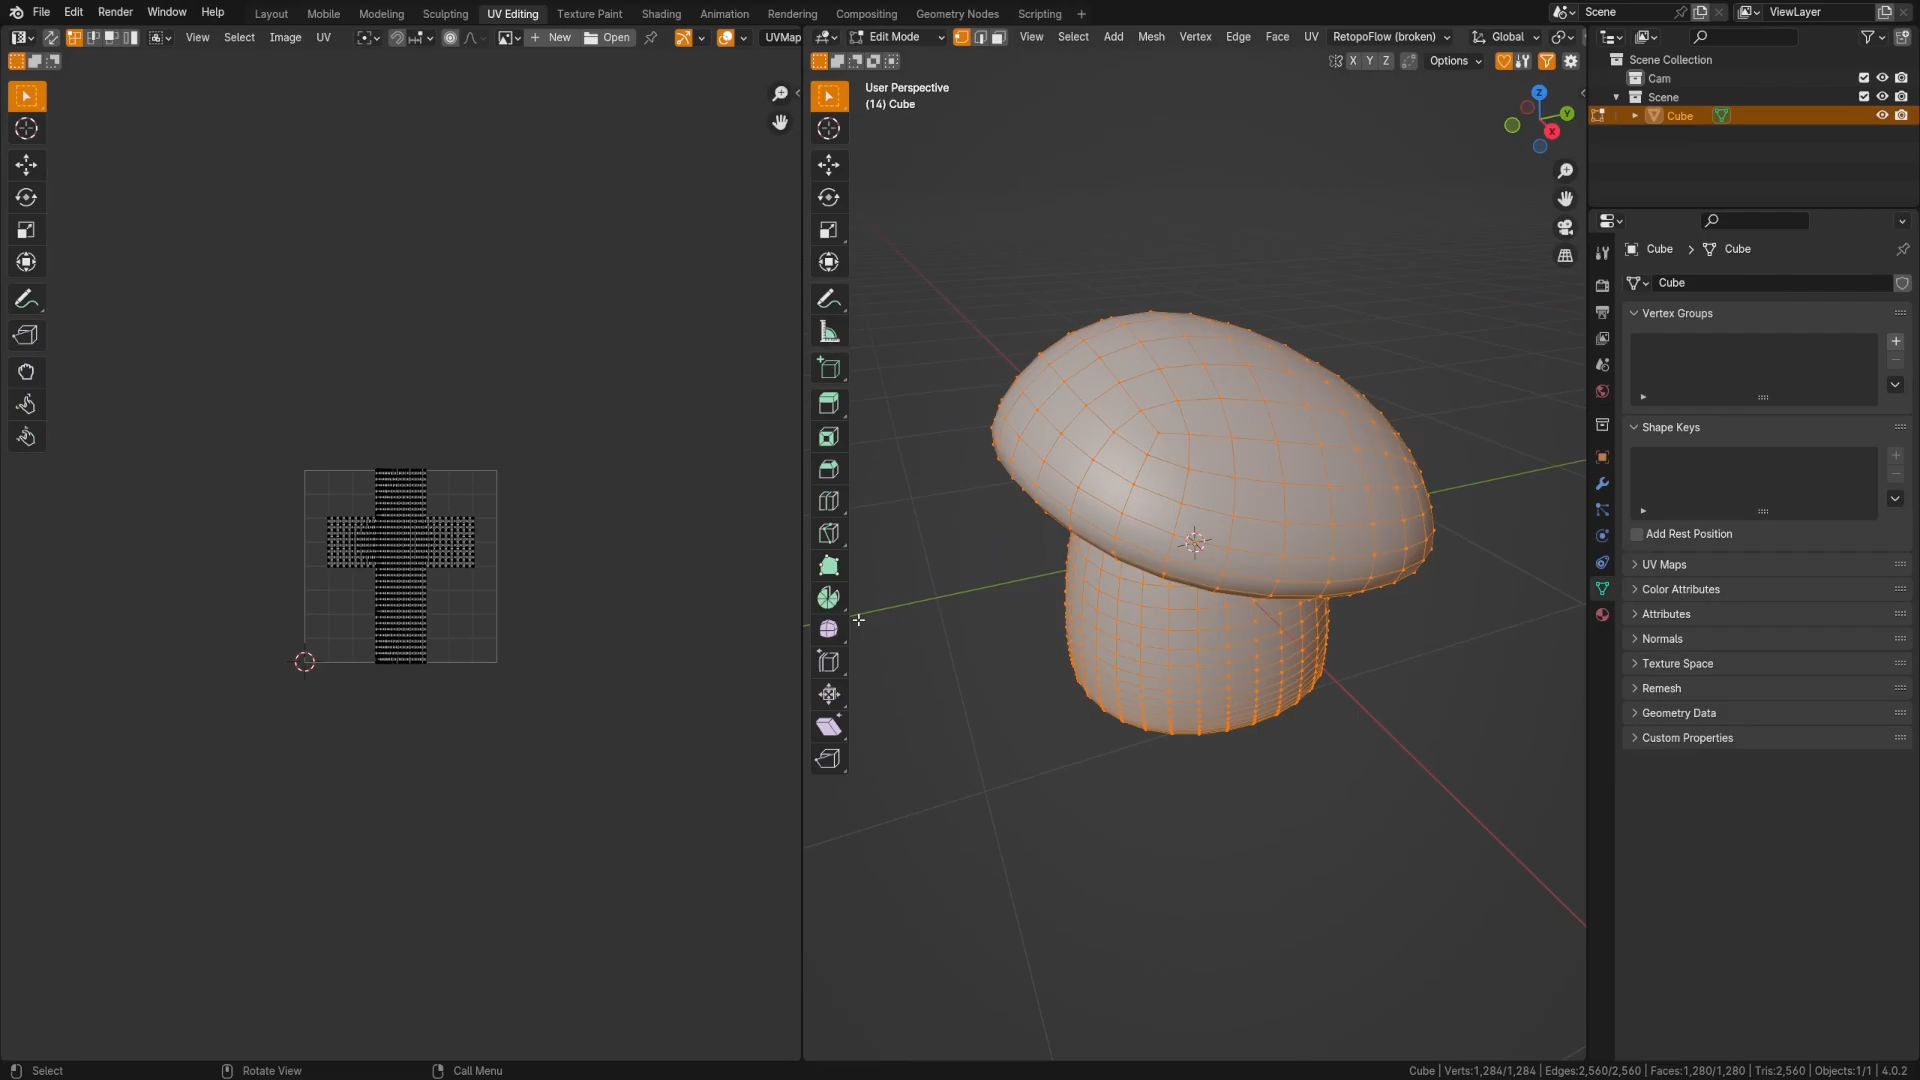 File Edit Render Window Help Layout Mobile Modeling Sculpting UV Editing Texture Paint Shading Animation Rendering Compositing Geometry Nodes Scripting + Scene ViewLayer
View Select Image UV New Open UVMap Edit Mode View Select Add Mesh Vertex Edge Face UV RetopoFlow (broken) Global
X Y Z Options
Scene Collection
Cam
Scene
Cube
User Perspective
(14) Cube
Z
Y
X
Cube Cube
Cube
Vertex Groups
Shape Keys
Add Rest Position
UV Maps
Color Attributes
Attributes
Normals
Texture Space
Remesh
Geometry Data
Custom Properties
Select Rotate View Call Menu Cube | Verts:1,284/1,284 | Edges:2,560/2,560 | Faces:1,280/1,280 | Tris:2,560 | Objects:1/1 | 4.0.2